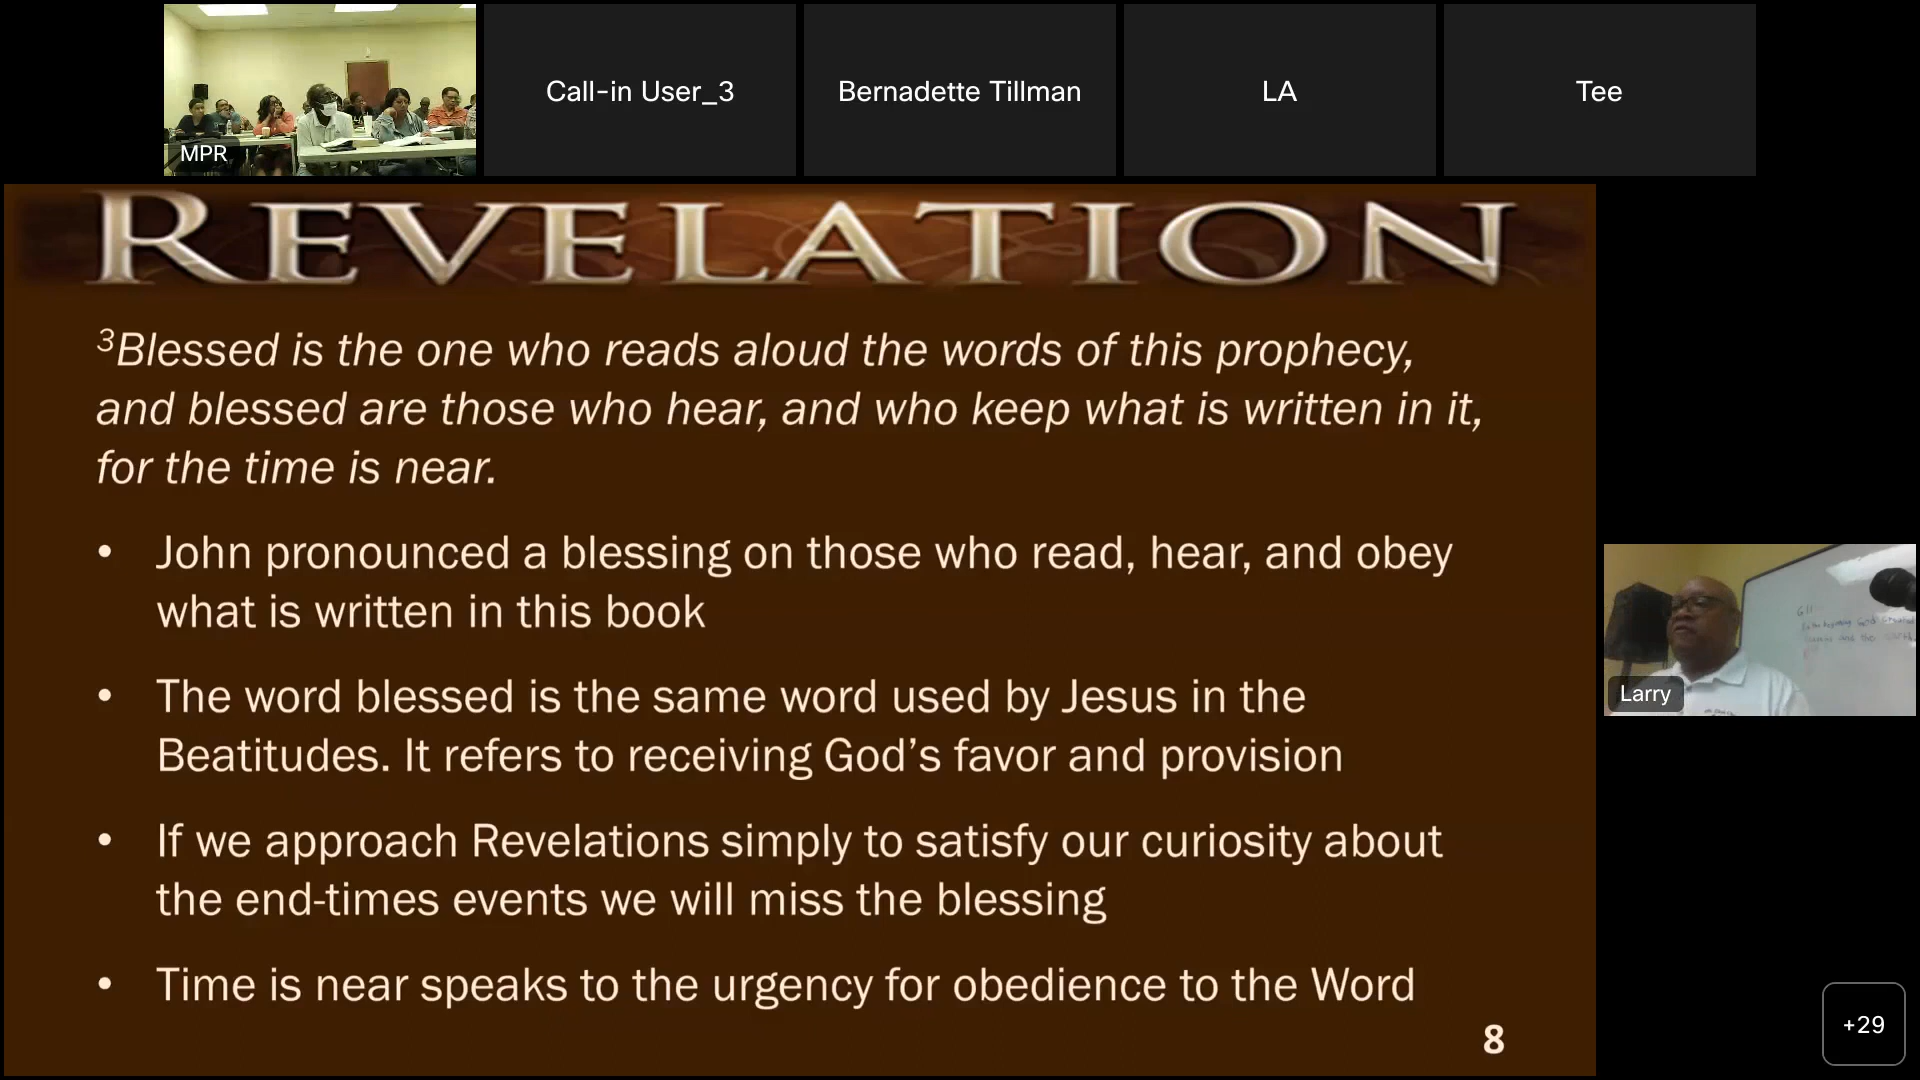 MPR
Call-in User_3
Bernadette Tillman
LA
Tee
REVELATION
3Blessed is the one who reads aloud the words of this prophecy,
and blessed are those who hear, and who keep what is written in it,
for the time is near.
• John pronounced a blessing on those who read, hear, and obey
what is written in this book
• The word blessed is the same word used by Jesus in the
Beatitudes. It refers to receiving God’s favor and provision
• If we approach Revelations simply to satisfy our curiosity about
the end-times events we will miss the blessing
• Time is near speaks to the urgency for obedience to the Word
8
Larry
+29